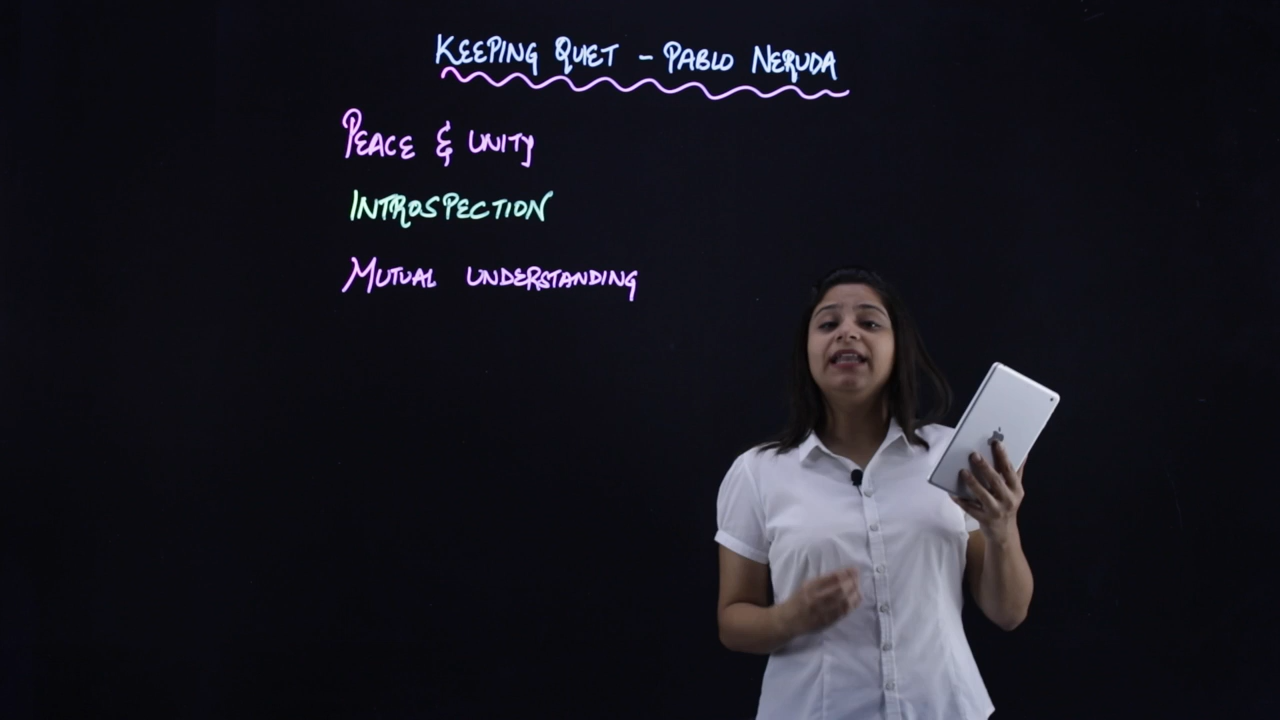 KEEPING QUIET - PABLO NERUDA
PEACE & UNITY
INTROSPECTION
MUTUAL UNDERSTANDING